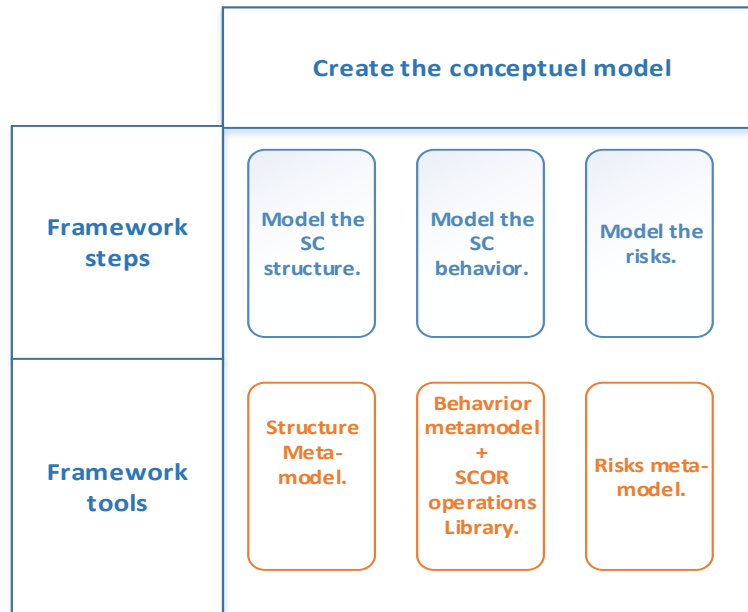 Create the conceptuel model
Framework
steps
Model the
SC
structure.
Model the
SC
behavior.
Model the
risks.
Framework
tools
Structure
Meta-
model.
Behavrior
metamodel
+
SCOR
operations
Library.
Risks meta-
model.